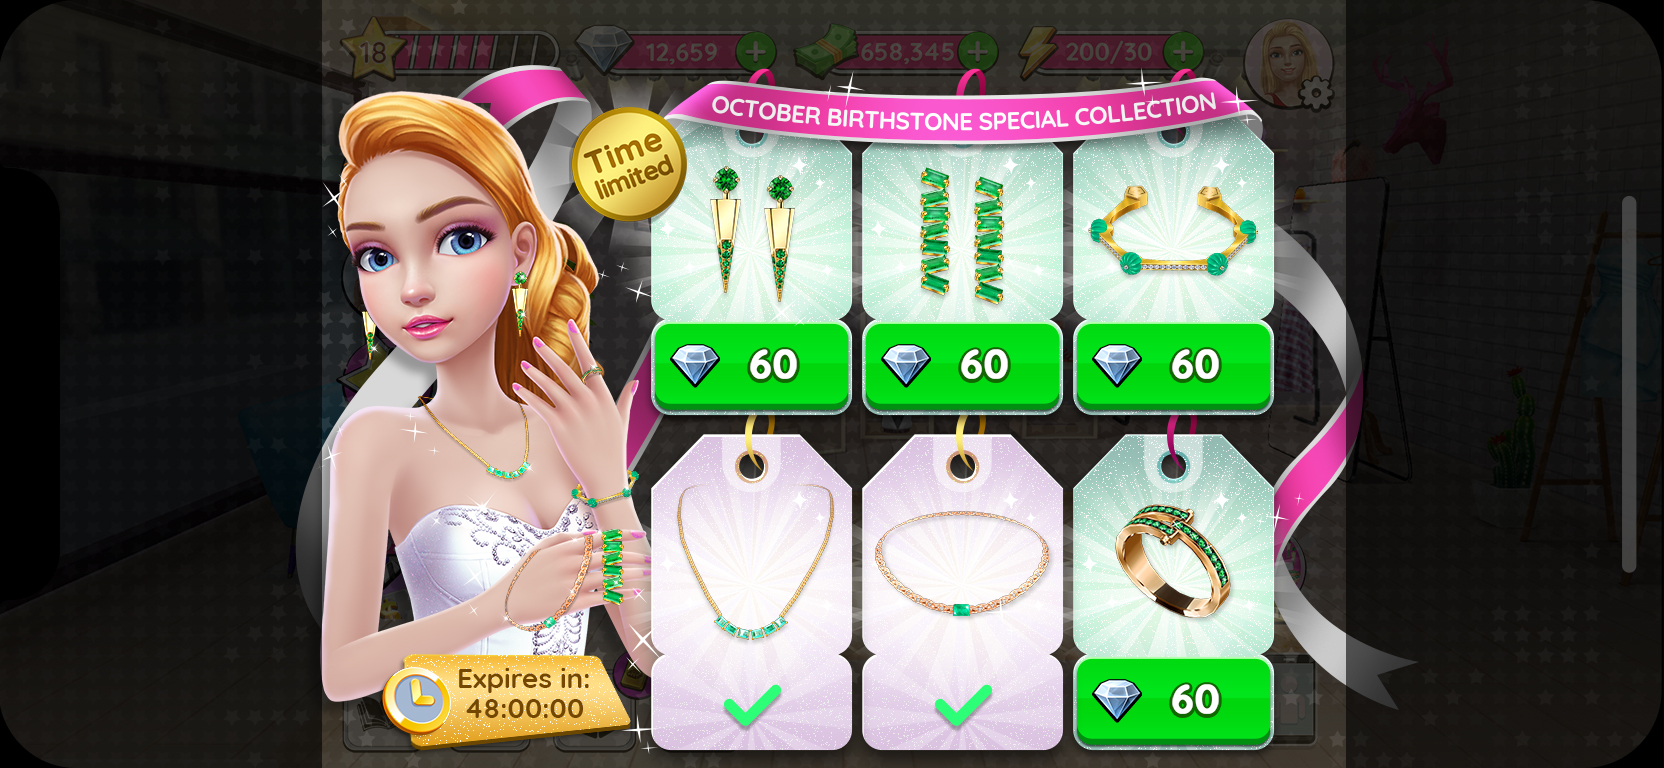 18
12,659
658,345
200/30
OCTOBER BIRTHSTONE SPECIAL COLLECTION
Time
limited
60
60
60
60
Expires in:
48:00:00